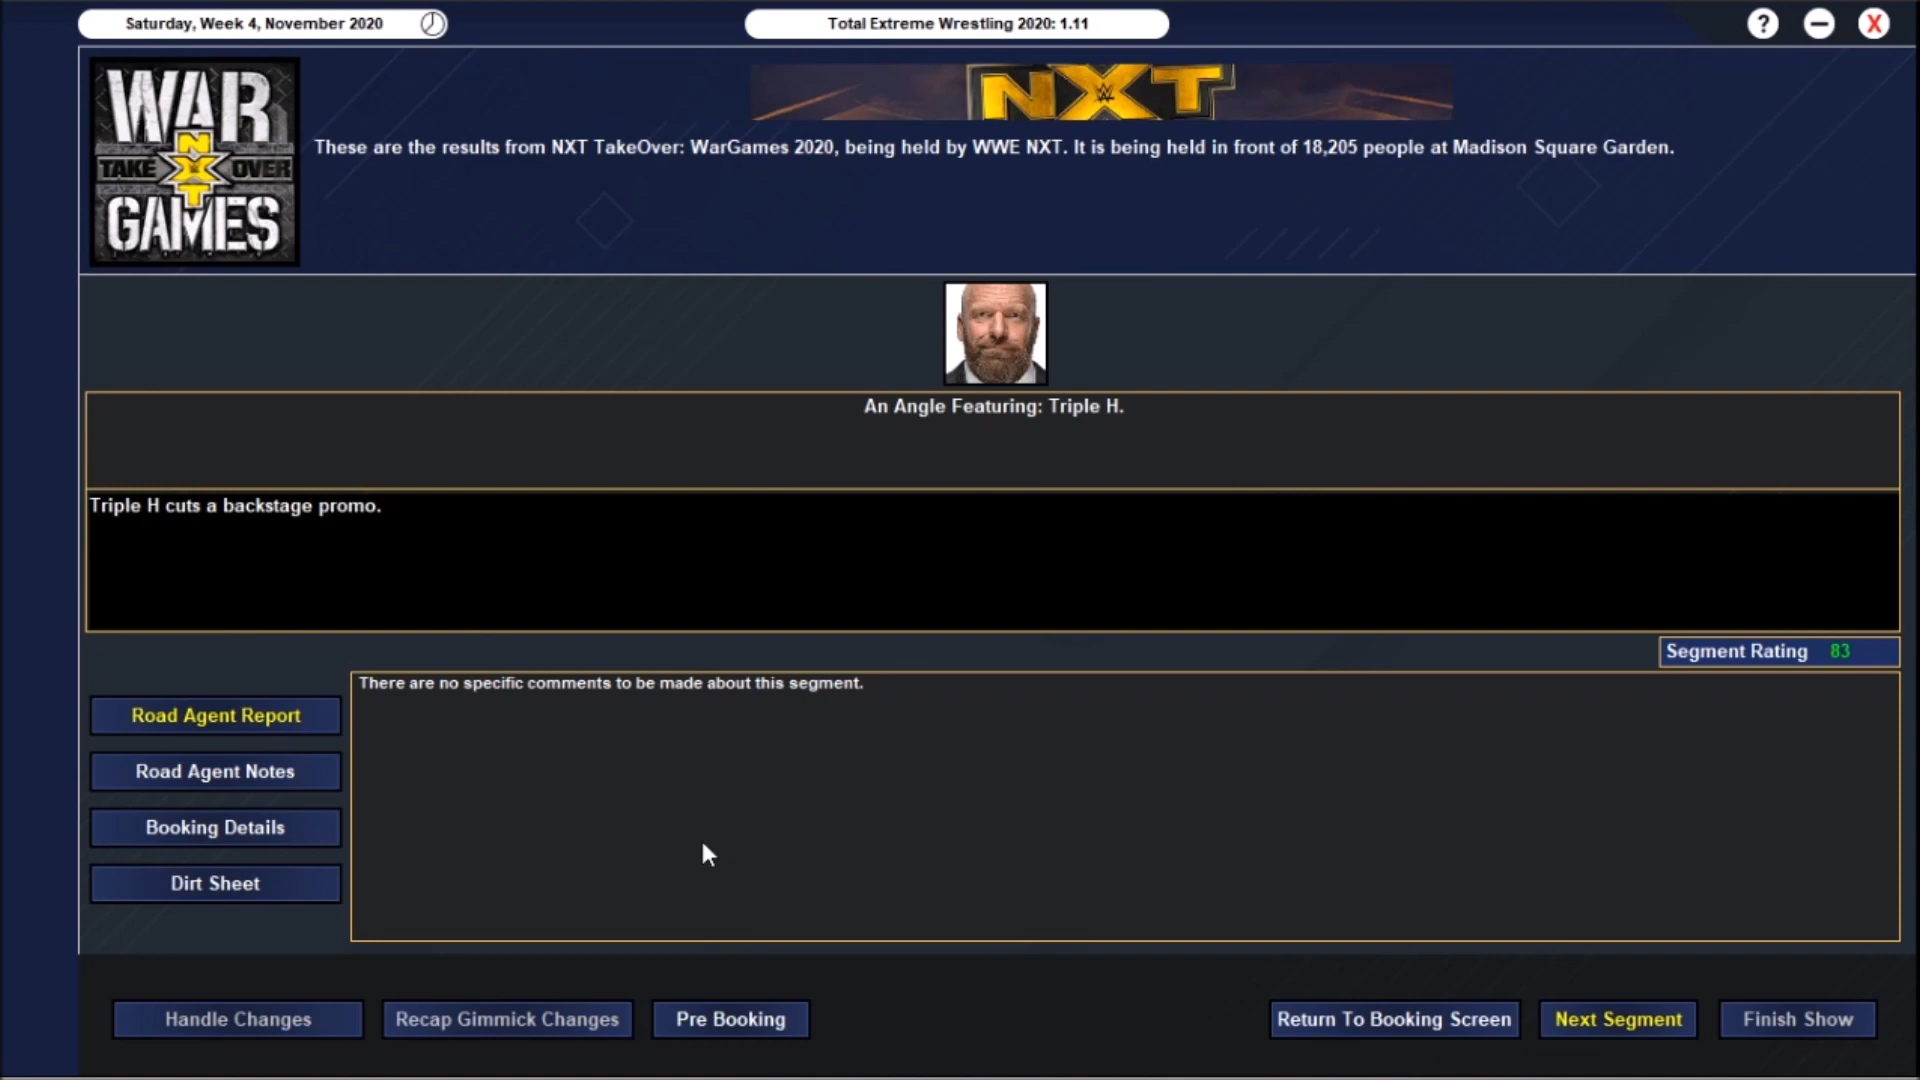 Saturday, Week 4, November 2020
Total Extreme Wrestling 2020: 1.11
?
X
WAR
NXT
TAKE OVER
GAMES
NXT
These are the results from NXT TakeOver: WarGames 2020, being held by WWE NXT. It is being held in front of 18,205 people at Madison Square Garden.
An Angle Featuring: Triple H.
Triple H cuts a backstage promo.
Segment Rating 83
There are no specific comments to be made about this segment.
Road Agent Report
Road Agent Notes
Booking Details
Dirt Sheet
Handle Changes Recap Gimmick Changes Pre Booking Return To Booking Screen Next Segment Finish Show